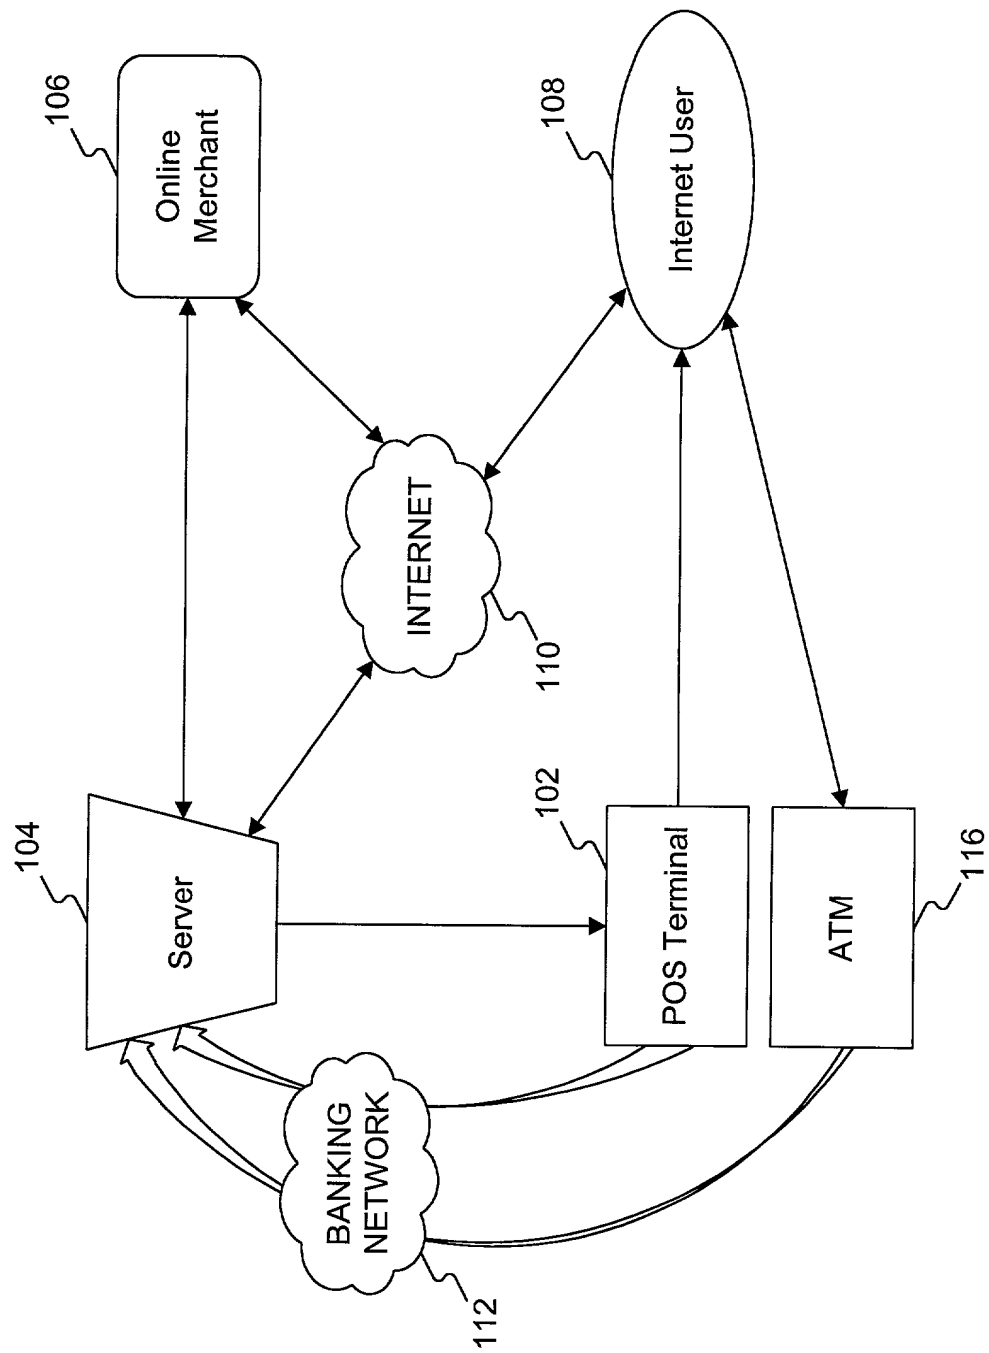 104
Server
106
Online
Merchant
BANKING
NETWORK
112
INTERNET
110
102
POS Terminal
108
Internet User
ATM
116